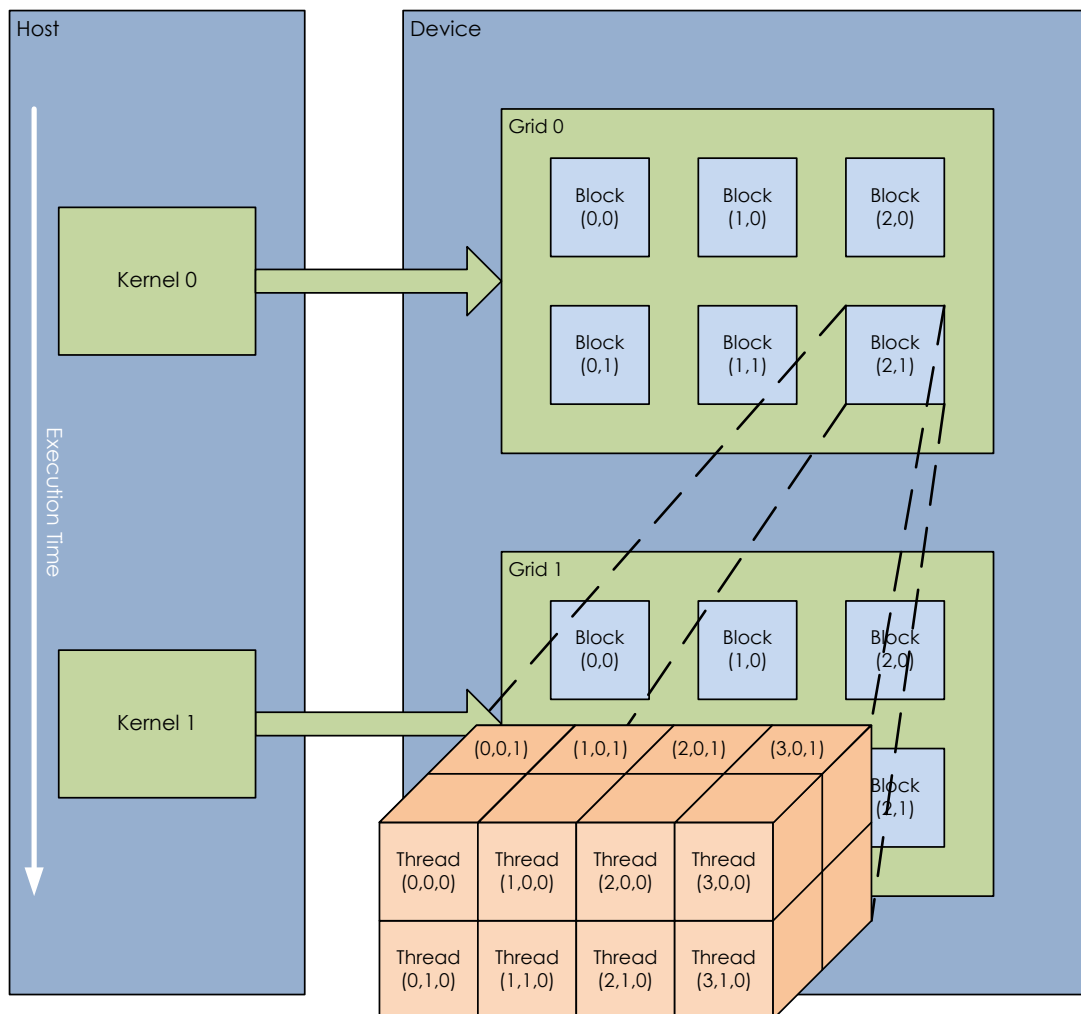 Host
Device
Grid 0
Block
(0,0)
Block
(1,0)
Block
(2,0)
Kernel 0
Block
(0,1)
Block
(1,1)
Block
(2,1)
Execution Time
Grid 1
Block
(0,0)
Block
(1,0)
Block
(2,0)
Kernel 1
(0,0,1)
(1,0,1)
(2,0,1)
(3,0,1)
Block
(2,1)
Thread
(0,0,0)
Thread
(1,0,0)
Thread
(2,0,0)
Thread
(3,0,0)
Thread
(0,1,0)
Thread
(1,1,0)
Thread
(2,1,0)
Thread
(3,1,0)